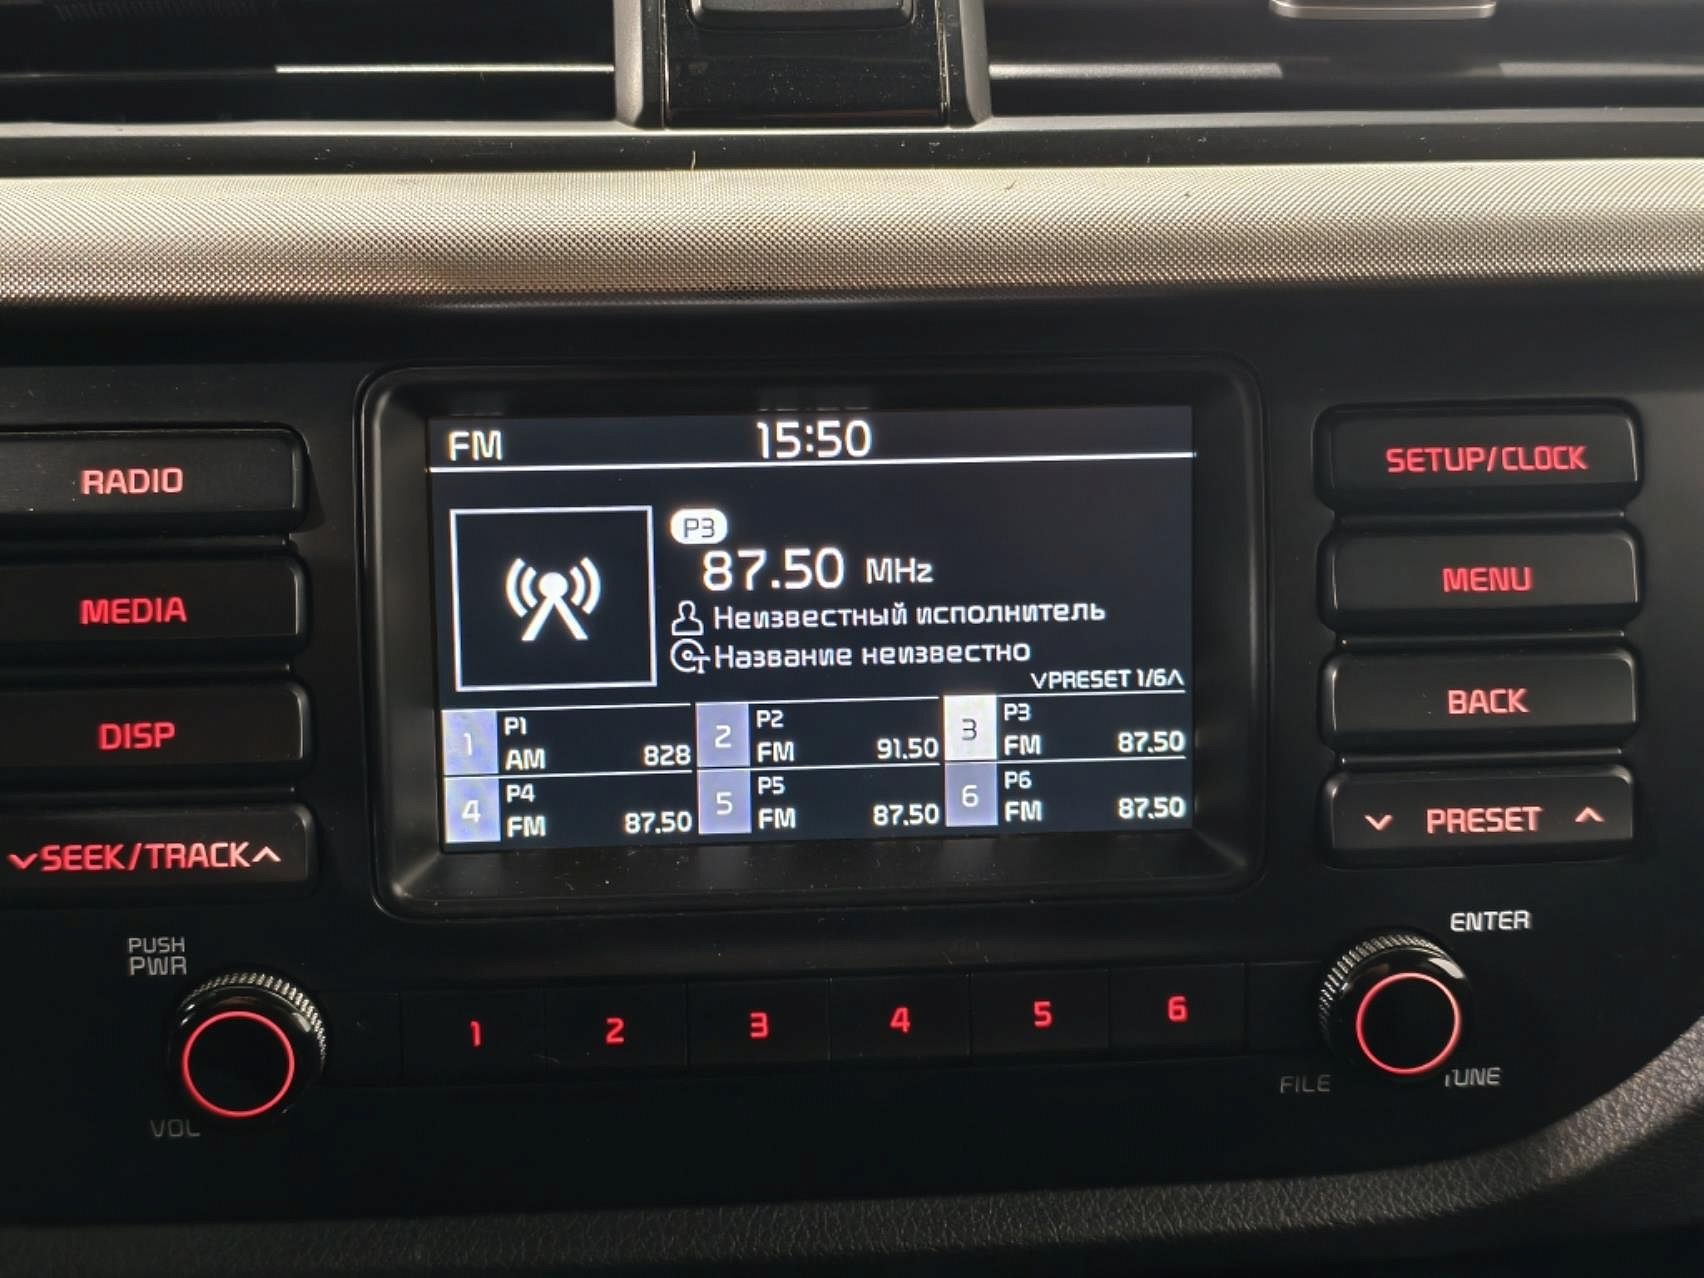 FM 15:50
P3
87.50 MHz
Неизвестный исполнитель
Название неизвестно
PRESET 1/6
1 P1 AM 828
2 P2 FM 91.50
3 P3 FM 87.50
4 P4 FM 87.50
5 P5 FM 87.50
6 P6 FM 87.50
RADIO
MEDIA
DISP
SEEK/TRACK
SETUP/CLOCK
MENU
BACK
PRESET
PUSH
PWR
VOL
1 2 3 4 5 6
ENTER
FILE
TUNE